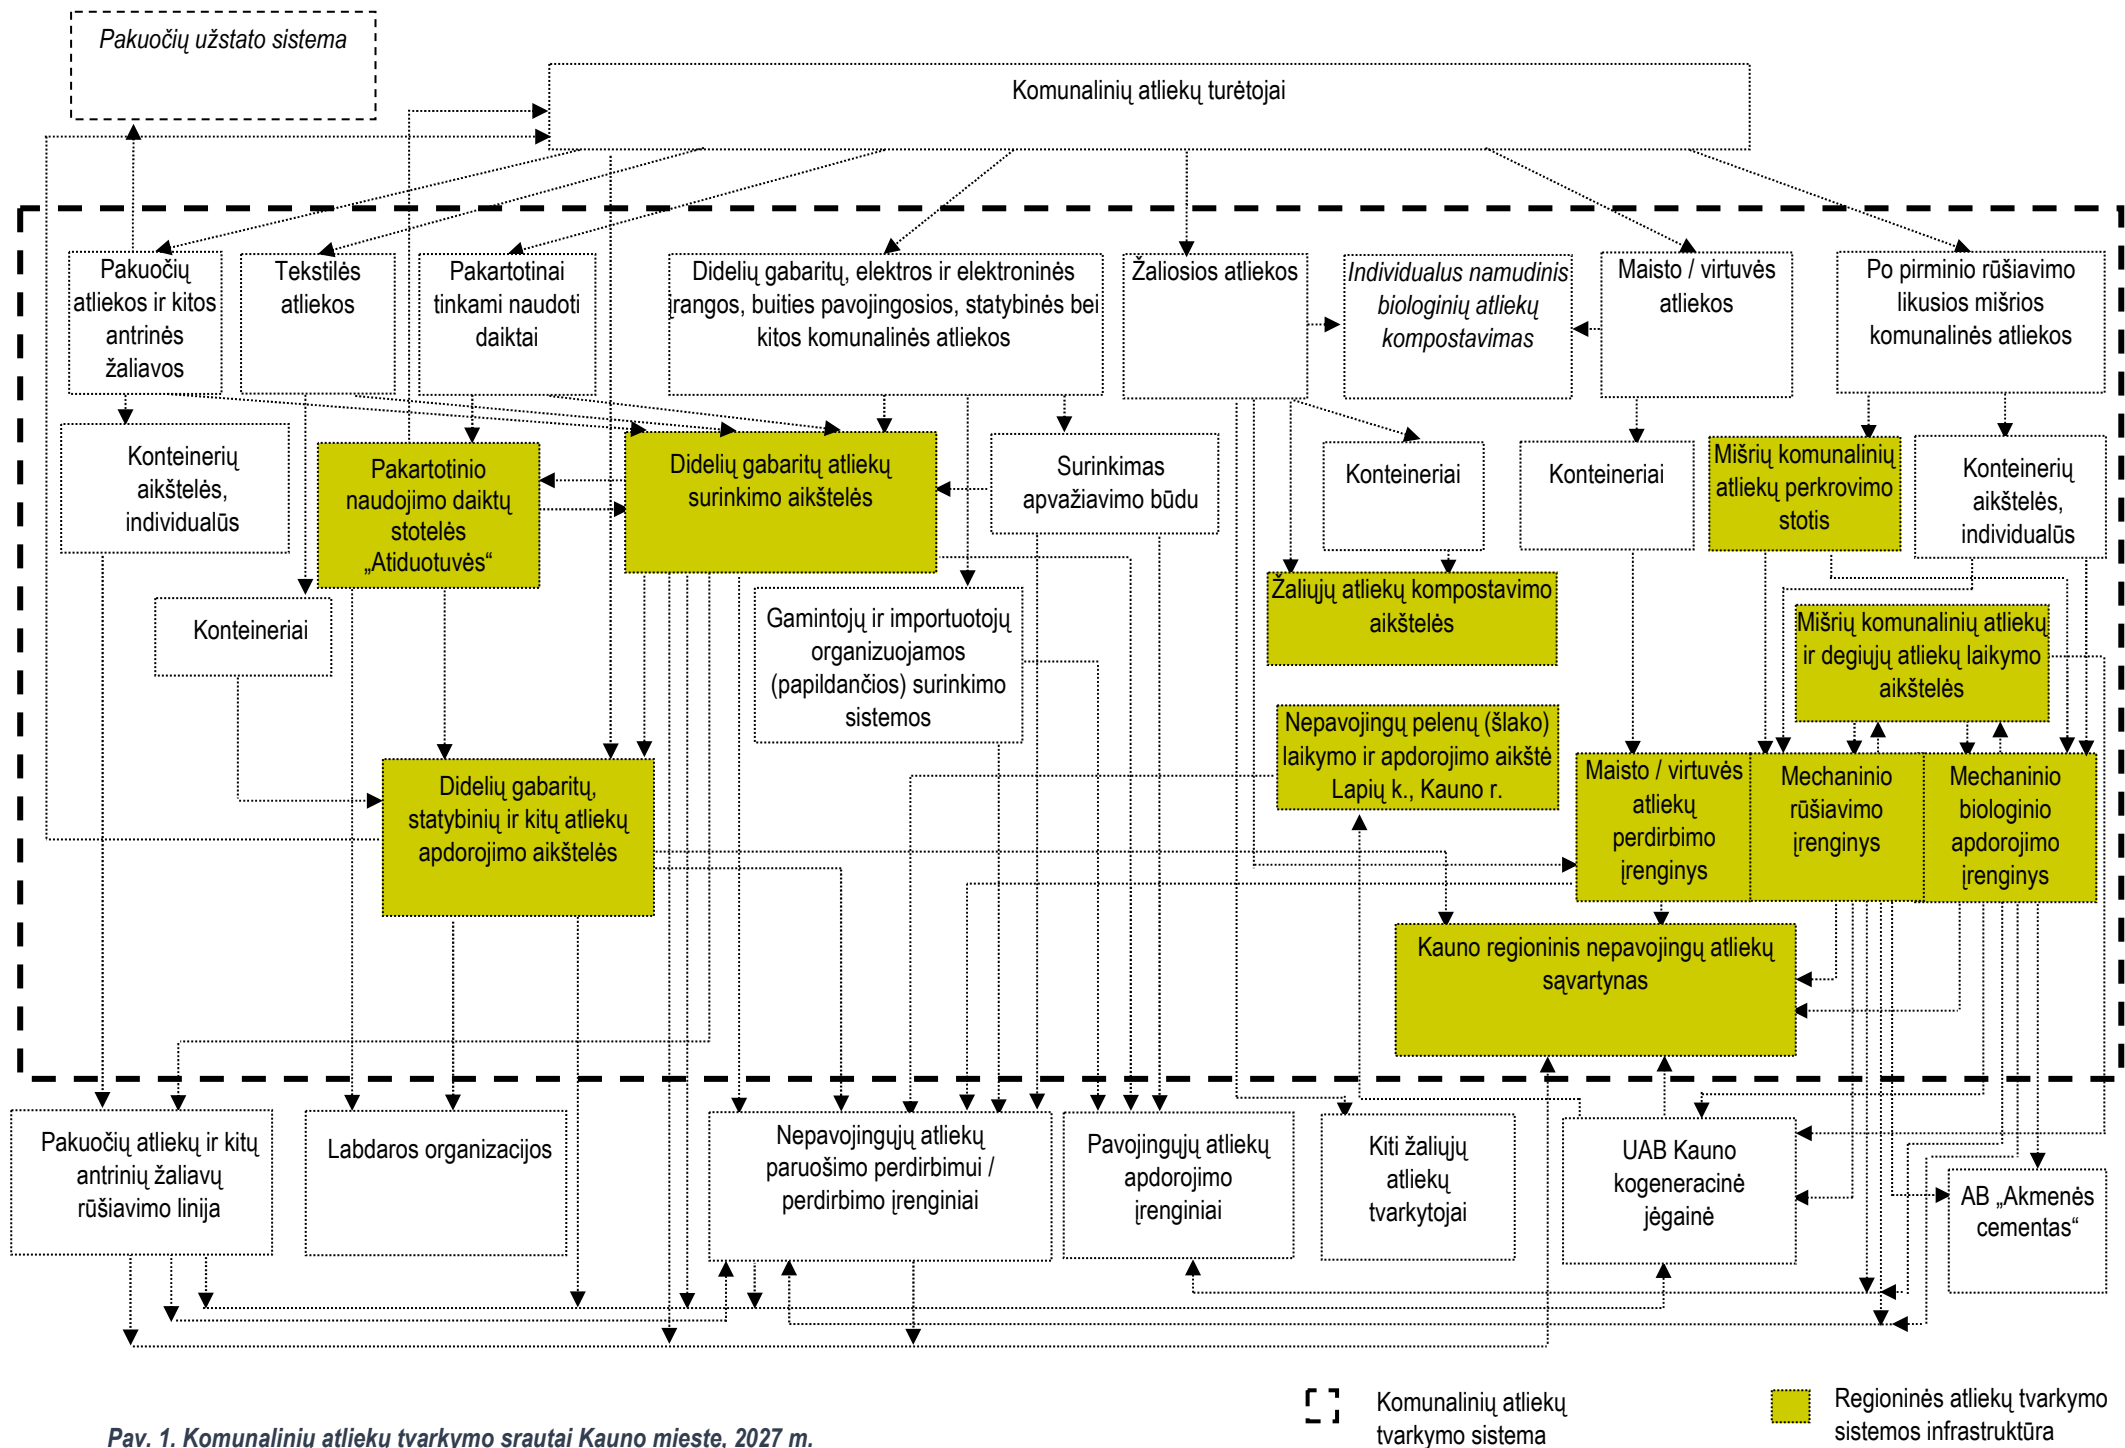 Pakuočių užstato sistema
Komunalinių atliekų turėtojai
Pakuočių
atliekos ir kitos
antrinės
žaliavos
Tekstilės
atliekos
Pakartotinai
tinkami naudoti
daiktai
Didelių gabaritų, elektros ir elektroninės
įrangos, buities pavojingosios, statybinės bei
kitos komunalinės atliekos
Žaliosios atliekos
Individualus namudinis
biologinių atliekų
kompostavimas
Maisto / virtuvės
atliekos
Po pirminio rūšiavimo
likusios mišrios
komunalinės atliekos
Konteinerių
aikštelės,
individualūs
Pakartotinio
naudojimo daiktų
stotelės
„Atiduotuvės“
Didelių gabaritų atliekų
surinkimo aikštelės
Surinkimas
apvažiavimo būdu
Konteineriai
Konteineriai
Mišrių komunalinių
atliekų perkrovimo
stotis
Konteinerių
aikštelės,
individualūs
Konteineriai
Gamintojų ir importuotojų
organizuojamos
(papildančios) surinkimo
sistemos
Žaliųjų atliekų kompostavimo
aikštelės
Mišrių komunalinių atliekų
ir degiųjų atliekų laikymo
aikštelės
Nepavojingų pelenų (šlako)
laikymo ir apdorojimo aikštė
Lapių k., Kauno r.
Didelių gabaritų,
statybinių ir kitų atliekų
apdorojimo aikštelės
Maisto / virtuvės
atliekų
perdirbimo
įrenginys
Mechaninio
rūšiavimo
įrenginys
Mechaninio
biologinio
apdorojimo
įrenginys
Kauno regioninis nepavojingų atliekų
sąvartynas
Pakuočių atliekų ir kitų
antrinių žaliavų
rūšiavimo linija
Labdaros organizacijos
Nepavojingųjų atliekų
paruošimo perdirbimui /
perdirbimo įrenginiai
Pavojingųjų atliekų
apdorojimo
įrenginiai
Kiti žaliųjų
atliekų
tvarkytojai
UAB Kauno
kogeneracinė
jėgainė
AB „Akmenės
cementas“
Komunalinių atliekų
tvarkymo sistema
Regioninės atliekų tvarkymo
sistemos infrastruktūra
Pav. 1. Komunalinių atliekų tvarkymo srautai Kauno mieste, 2027 m.